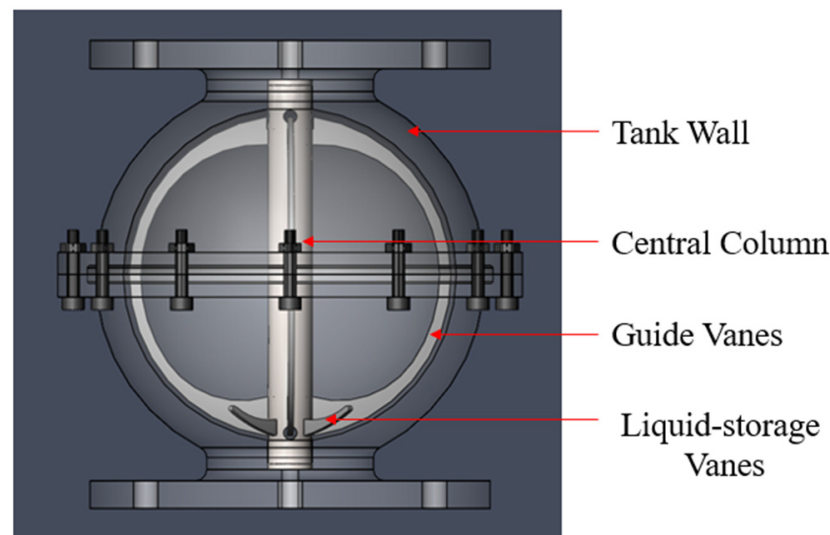 Tank Wall
Central Column
Guide Vanes
Liquid-storage
Vanes